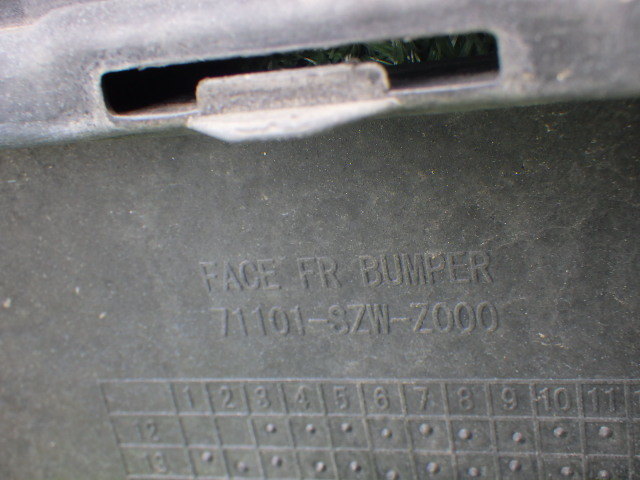 FACE FR BUMPER
71101-SZW-Z000
1 2 3 4 5 6 7 8 9 10 11
12
13